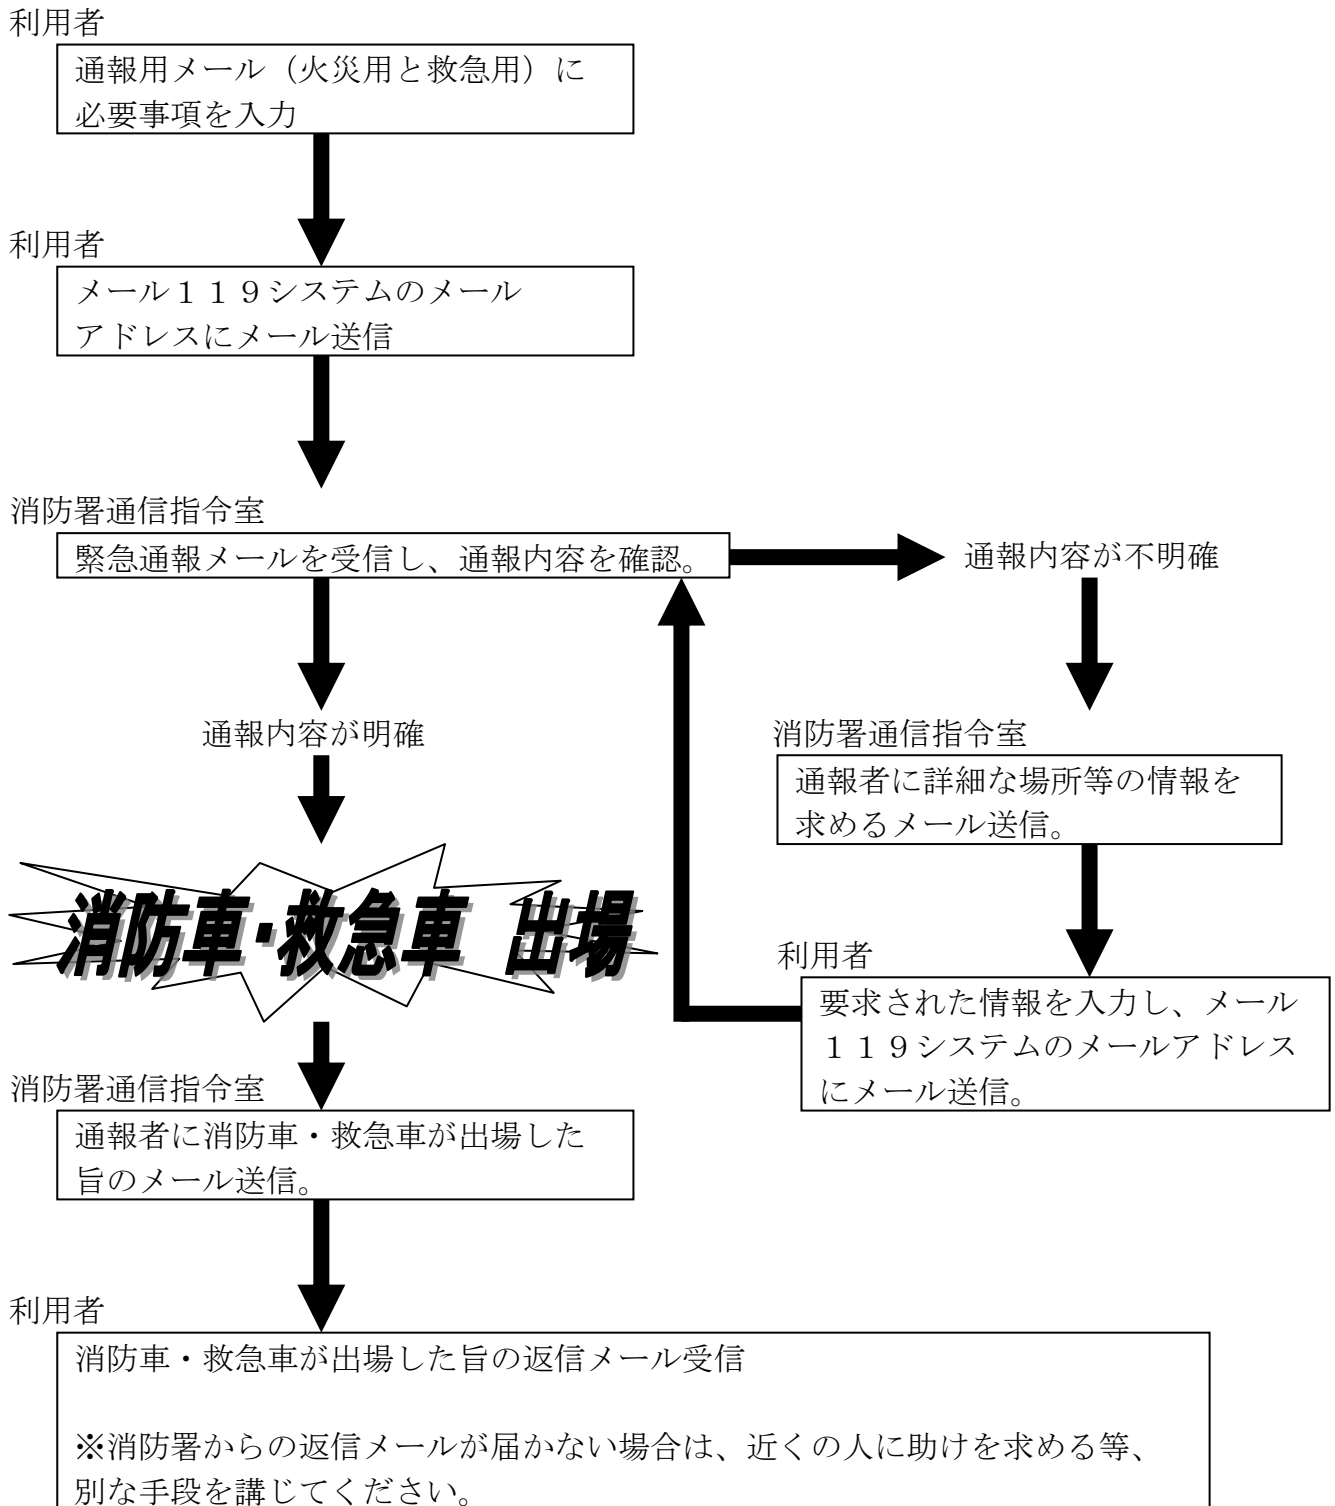 利用者
通報用メール（火災用と救急用）に
必要事項を入力
利用者
メール１１９システムのメール
アドレスにメール送信
消防署通信指令室
緊急通報メールを受信し、通報内容を確認。
通報内容が不明確
通報内容が明確
消防署通信指令室
通報者に詳細な場所等の情報を
求めるメール送信。
消防車・救急車　出場
利用者
要求された情報を入力し、メール
１１９システムのメールアドレス
にメール送信。
消防署通信指令室
通報者に消防車・救急車が出場した
旨のメール送信。
利用者
消防車・救急車が出場した旨の返信メール受信
※消防署からの返信メールが届かない場合は、近くの人に助けを求める等、
別な手段を講じてください。